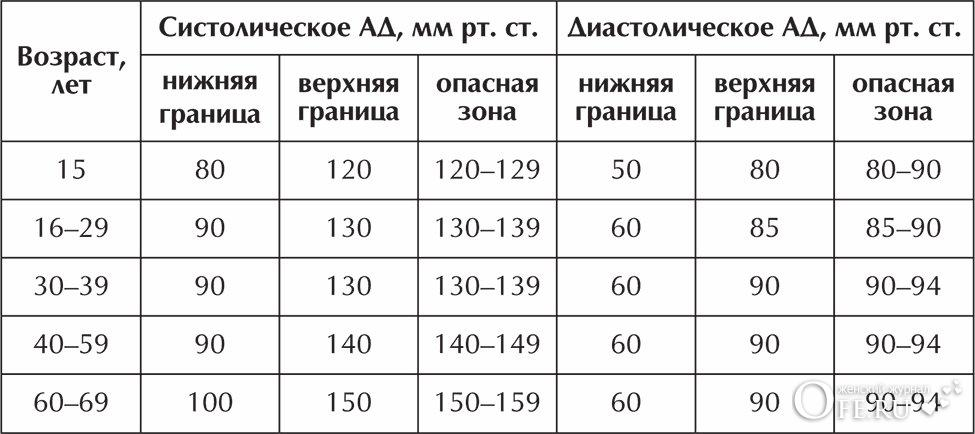 Возраст, лет
Систолическое АД, мм рт. ст. Диастолическое АД, мм рт. ст.
нижняя граница верхняя граница опасная зона нижняя граница верхняя граница опасная зона
15 80 120 120–129 50 80 80–90
16–29 90 130 130–139 60 85 85–90
30–39 90 130 130–139 60 90 90–94
40–59 90 140 140–149 60 90 90–94
60–69 100 150 150–159 60 90 90–94
женский журнал
OFE.RU